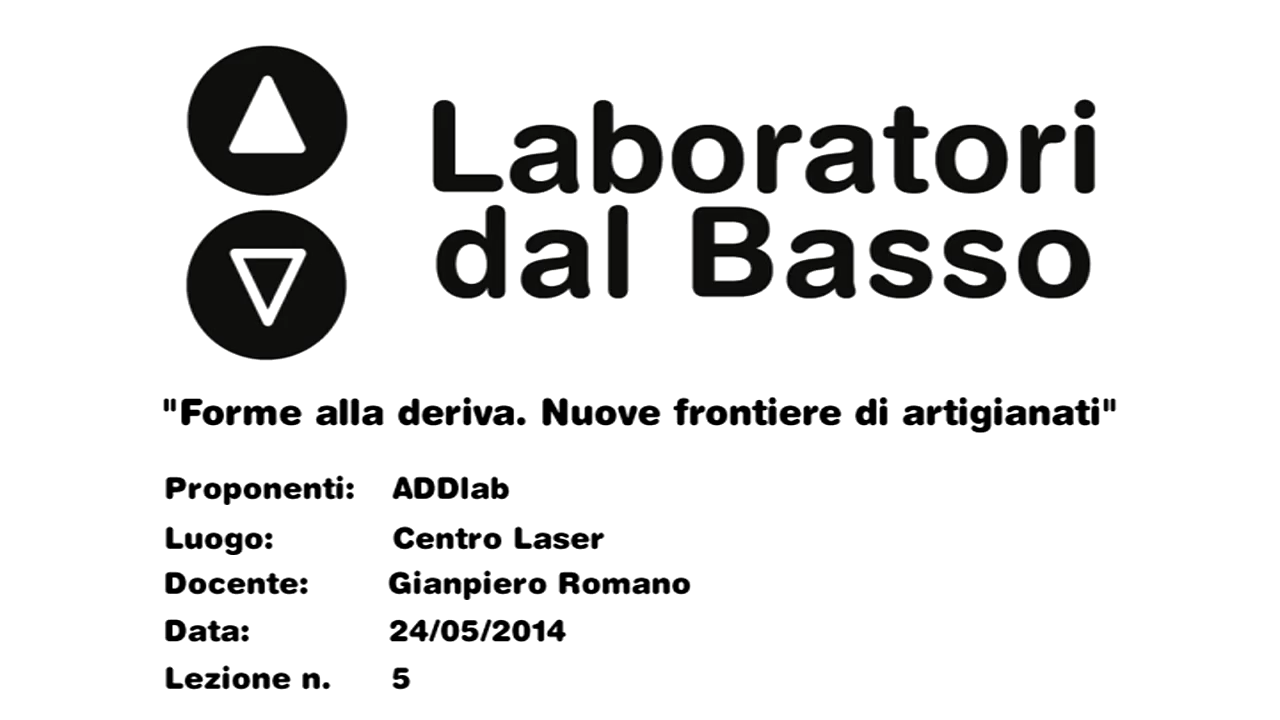 Laboratori
dal Basso
"Forme alla deriva. Nuove frontiere di artigianati"
Proponenti: ADDlab
Luogo: Centro Laser
Docente: Gianpiero Romano
Data: 24/05/2014
Lezione n. 5